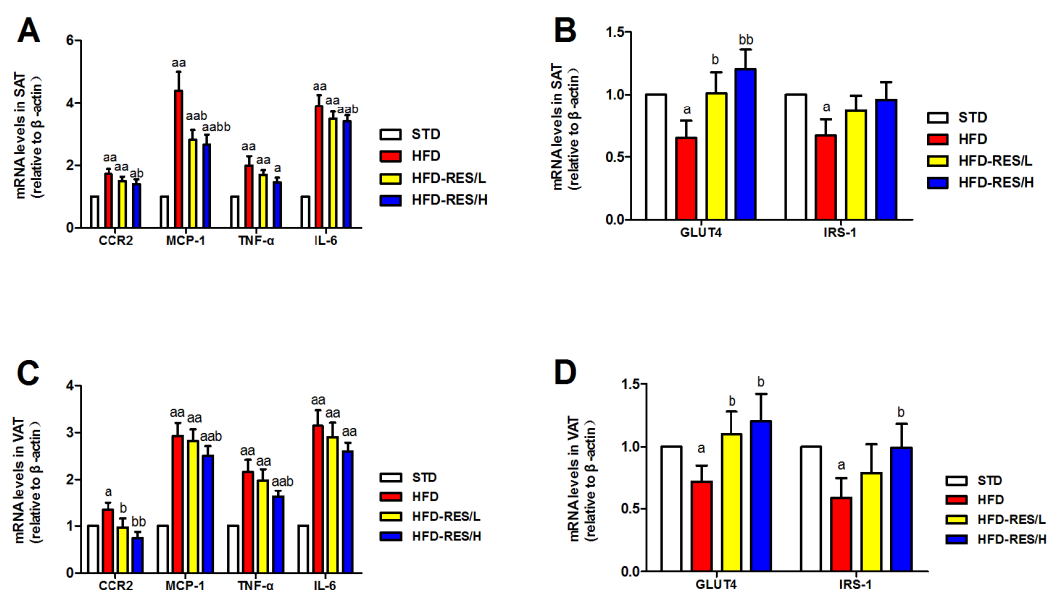 A
mRNA levels in SAT
(relative to β-actin)
6
4
2
0
aa
aa
ab
aa
aab
aabb
aa
aa
a
aa
aa
aab
CCR2 MCP-1 TNF-α IL-6
STD
HFD
HFD-RES/L
HFD-RES/H
B
mRNA levels in SAT
(relative to β-actin)
1.5
1.0
0.5
0.0
a
b
bb
a
GLUT4 IRS-1
STD
HFD
HFD-RES/L
HFD-RES/H
C
mRNA levels in VAT
(relative to β-actin)
4
3
2
1
0
a
b
bb
aa
aa
aab
aa
aa
aab
aa
aa
aa
CCR2 MCP-1 TNF-α IL-6
STD
HFD
HFD-RES/L
HFD-RES/H
D
mRNA levels in VAT
(relative to β-actin)
1.5
1.0
0.5
0.0
a
b
b
a
b
GLUT4 IRS-1
STD
HFD
HFD-RES/L
HFD-RES/H